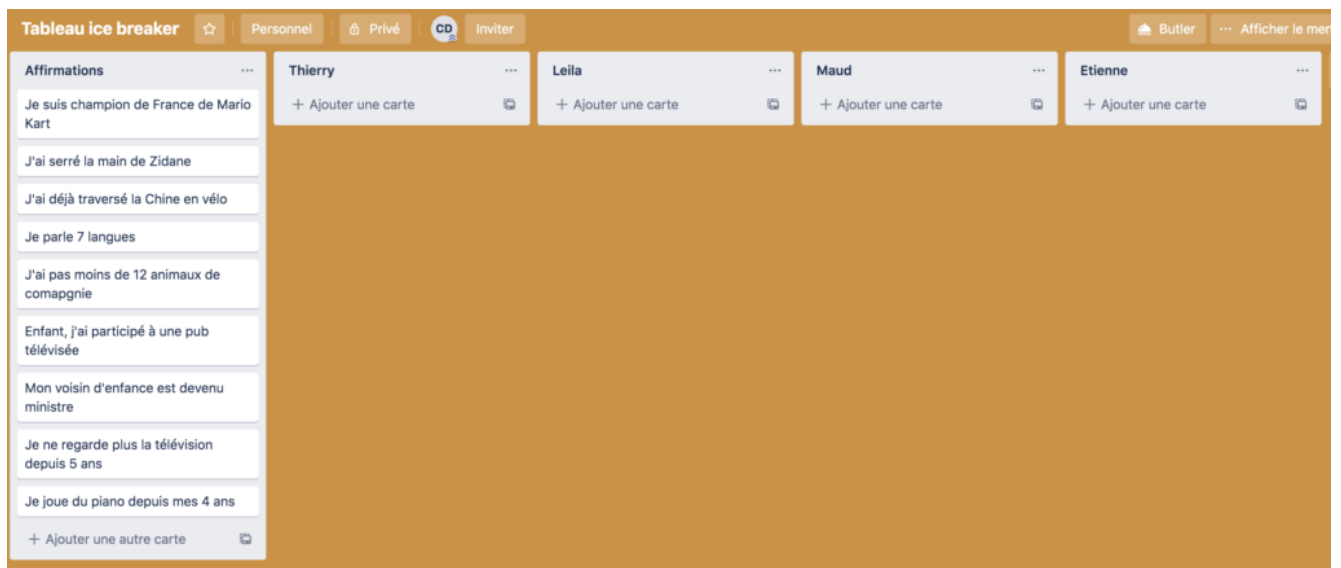 Tableau ice breaker
Personnel
Privé
CD
Inviter
Butler
··· Afficher le men
Affirmations
Je suis champion de France de Mario
Kart
J'ai serré la main de Zidane
J'ai déjà traversé la Chine en vélo
Je parle 7 langues
J'ai pas moins de 12 animaux de
comapgnie
Enfant, j'ai participé à une pub
télévisée
Mon voisin d'enfance est devenu
ministre
Je ne regarde plus la télévision
depuis 5 ans
Je joue du piano depuis mes 4 ans
+ Ajouter une autre carte
Thierry
+ Ajouter une carte
Leila
+ Ajouter une carte
Maud
+ Ajouter une carte
Etienne
+ Ajouter une carte